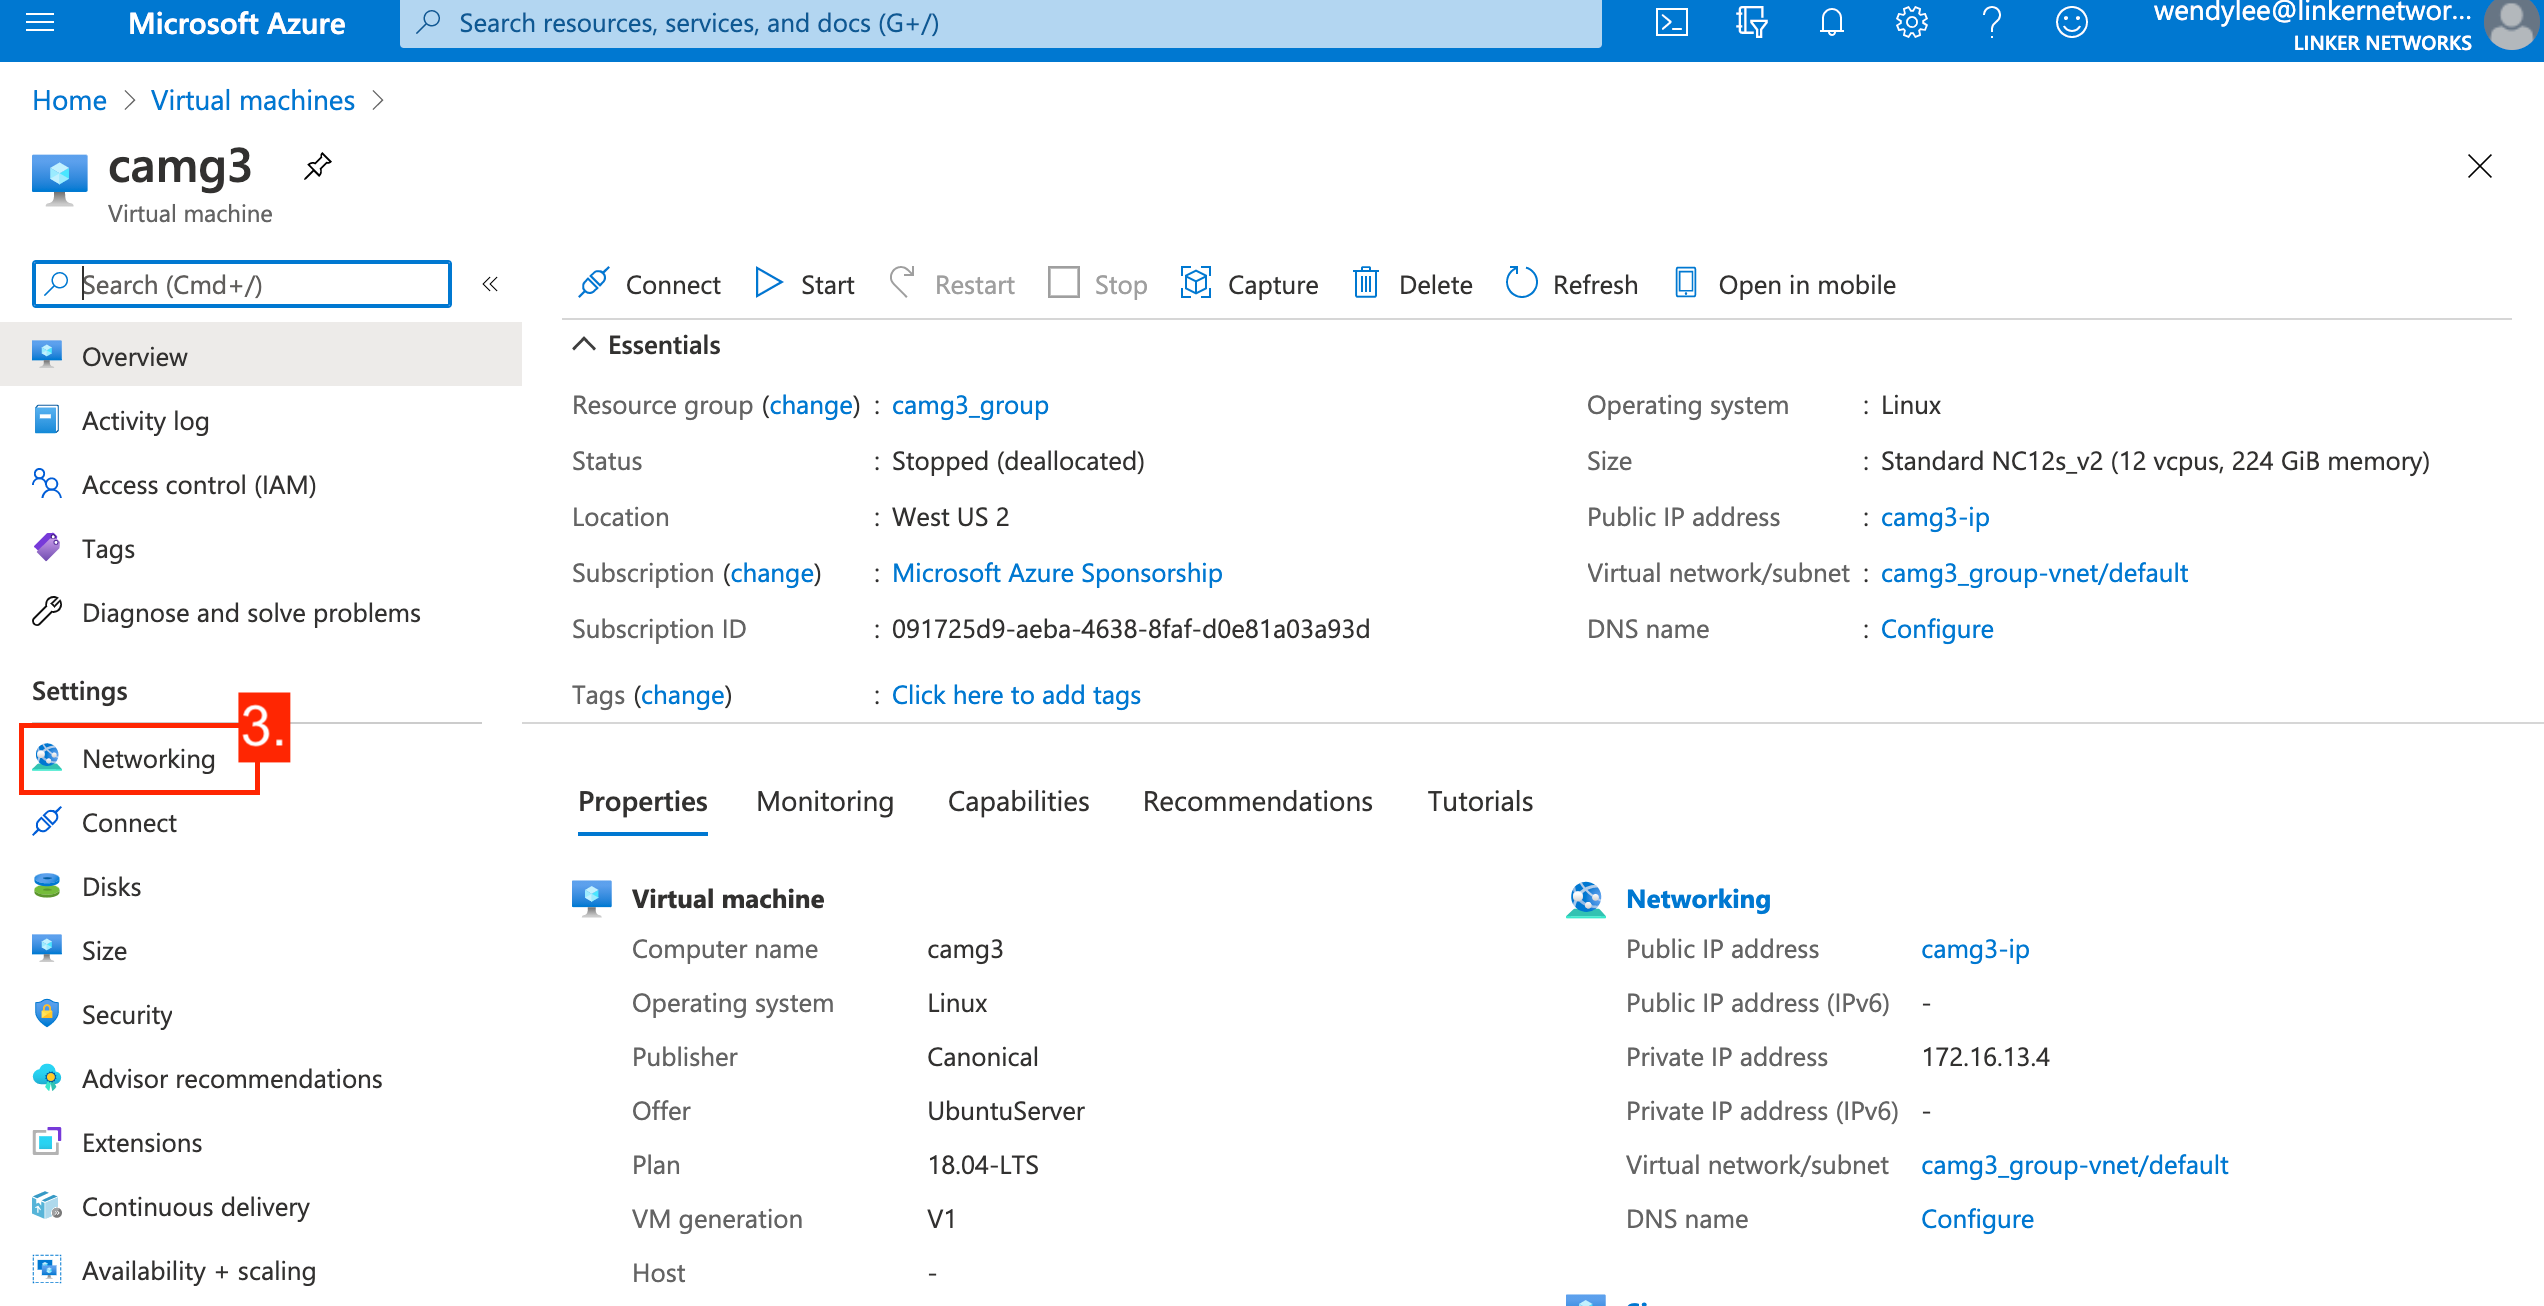 Microsoft Azure
Search resources, services, and docs (G+/)
wendylee@linkernetwor...
LINKER NETWORKS
Home > Virtual machines >
camg3
Virtual machine
Search (Cmd+/)
«
Connect Start Restart Stop Capture Delete Refresh Open in mobile
Overview
Activity log
Access control (IAM)
Tags
Diagnose and solve problems
Settings
3.
Networking
Connect
Disks
Size
Security
Advisor recommendations
Extensions
Continuous delivery
Availability + scaling
Essentials
Resource group (change) : camg3_group
Status : Stopped (deallocated)
Location : West US 2
Subscription (change) : Microsoft Azure Sponsorship
Subscription ID : 091725d9-aeba-4638-8faf-d0e81a03a93d
Tags (change) : Click here to add tags
Operating system : Linux
Size : Standard NC12s_v2 (12 vcpus, 224 GiB memory)
Public IP address : camg3-ip
Virtual network/subnet : camg3_group-vnet/default
DNS name : Configure
Properties Monitoring Capabilities Recommendations Tutorials
Virtual machine
Computer name camg3
Operating system Linux
Publisher Canonical
Offer UbuntuServer
Plan 18.04-LTS
VM generation V1
Host -
Networking
Public IP address camg3-ip
Public IP address (IPv6) -
Private IP address 172.16.13.4
Private IP address (IPv6) -
Virtual network/subnet camg3_group-vnet/default
DNS name Configure